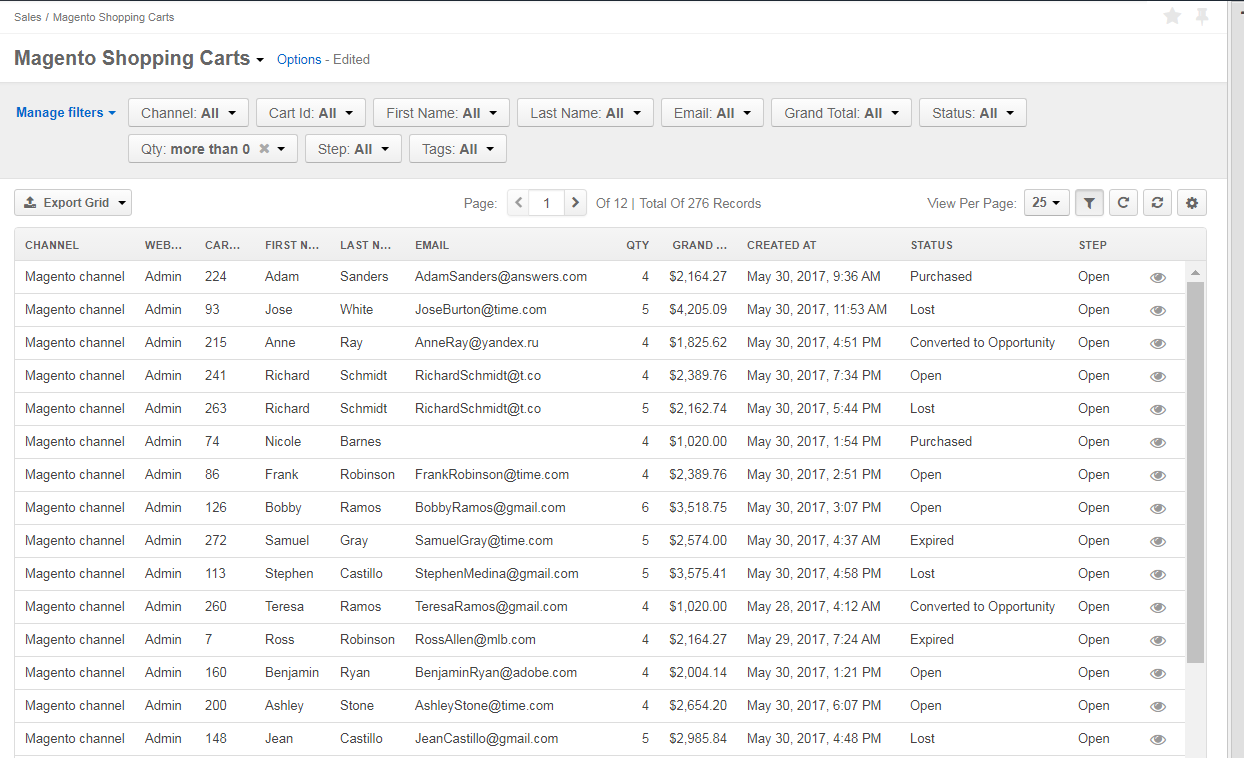 Sales / Magento Shopping Carts
Magento Shopping Carts Options - Edited
Manage filters Channel: All Cart Id: All First Name: All Last Name: All Email: All Grand Total: All Status: All
Qty: more than 0 Step: All Tags: All
Export Grid Page: 1 Of 12 | Total Of 276 Records View Per Page: 25
CHANNEL WEB... CAR... FIRST N... LAST N... EMAIL QTY GRAND ... CREATED AT STATUS STEP
Magento channel Admin 224 Adam Sanders AdamSanders@answers.com 4 $2,164.27 May 30, 2017, 9:36 AM Purchased Open
Magento channel Admin 93 Jose White JoseBurton@time.com 5 $4,205.09 May 30, 2017, 11:53 AM Lost Open
Magento channel Admin 215 Anne Ray AnneRay@yandex.ru 4 $1,825.62 May 30, 2017, 4:51 PM Converted to Opportunity Open
Magento channel Admin 241 Richard Schmidt RichardSchmidt@t.co 4 $2,389.76 May 30, 2017, 7:34 PM Open Open
Magento channel Admin 263 Richard Schmidt RichardSchmidt@t.co 5 $2,162.74 May 30, 2017, 5:44 PM Lost Open
Magento channel Admin 74 Nicole Barnes 4 $1,020.00 May 30, 2017, 1:54 PM Purchased Open
Magento channel Admin 86 Frank Robinson FrankRobinson@time.com 4 $2,389.76 May 30, 2017, 2:51 PM Open Open
Magento channel Admin 126 Bobby Ramos BobbyRamos@gmail.com 6 $3,518.75 May 30, 2017, 3:07 PM Open Open
Magento channel Admin 272 Samuel Gray SamuelGray@time.com 5 $2,574.00 May 30, 2017, 4:37 AM Expired Open
Magento channel Admin 113 Stephen Castillo StephenMedina@gmail.com 5 $3,575.41 May 30, 2017, 4:58 PM Lost Open
Magento channel Admin 260 Teresa Ramos TeresaRamos@gmail.com 4 $1,020.00 May 28, 2017, 4:12 AM Converted to Opportunity Open
Magento channel Admin 7 Ross Robinson RossAllen@mlb.com 4 $2,164.27 May 29, 2017, 7:24 AM Expired Open
Magento channel Admin 160 Benjamin Ryan BenjaminRyan@adobe.com 4 $2,004.14 May 30, 2017, 1:21 PM Open Open
Magento channel Admin 200 Ashley Stone AshleyStone@time.com 4 $2,654.20 May 30, 2017, 6:07 PM Open Open
Magento channel Admin 148 Jean Castillo JeanCastillo@gmail.com 5 $2,985.84 May 30, 2017, 4:48 PM Lost Open